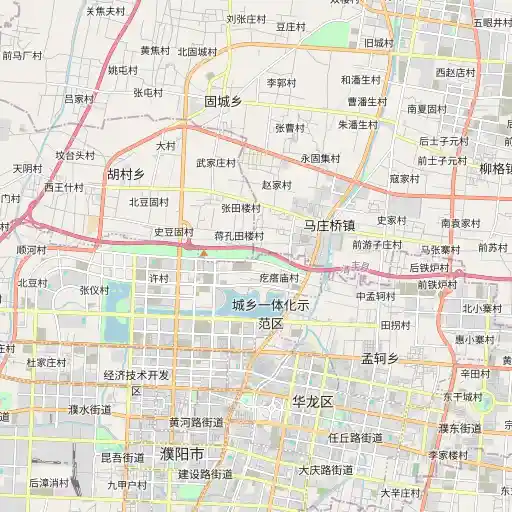 关焦夫村
刘张庄村
豆庄村
五眼井村
黄焦村
北固城村
旧城村
前马厂村
姚屯村
李郭村
和潘生村
西赵店村
吕家村
张屯村
固城乡
曹潘生村
南夏固村
张曹村
朱潘生村
后士子元村
大村
坟台头村
武家庄村
永固集村
前士子元村
柳格镇
天阴村
胡村乡
赵家村
寇家村
西王什村
门村
北豆固村
张田楼村
史家村
南袁家村
马庄桥镇
史豆固村
蒋孔田楼村
顺河村
前游子庄村
马张寨村
前苏村
后铁炉村
清丰县
北豆村
张仪村
许村
疙瘩庙村
中孟轲村
前铁炉村
城乡一体化示
范区
北小寨村
田拐村
惠小寨村
杜家庄村
孟轲乡
经济技术开发
区
辛田村
东干城村
濮水街道
华龙区
黄河路街道
任丘路街道
濮东街道
昆吾街道
濮阳市
李家楼村
后漳消村
九甲户村
建设路街道
大庆路街道
大辛庄村